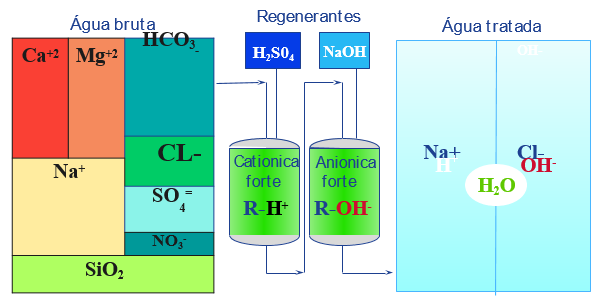 Água bruta
Regenerantes
Água tratada
HCO3-
Ca+2
Mg+2
CL-
Na+
SO4=
NO3-
SiO2
H2SO4
NaOH
Cationica
forte
R-H+
Anionica
forte
R-OH-
OH-
Na+
H+
Cl-
OH-
H2O